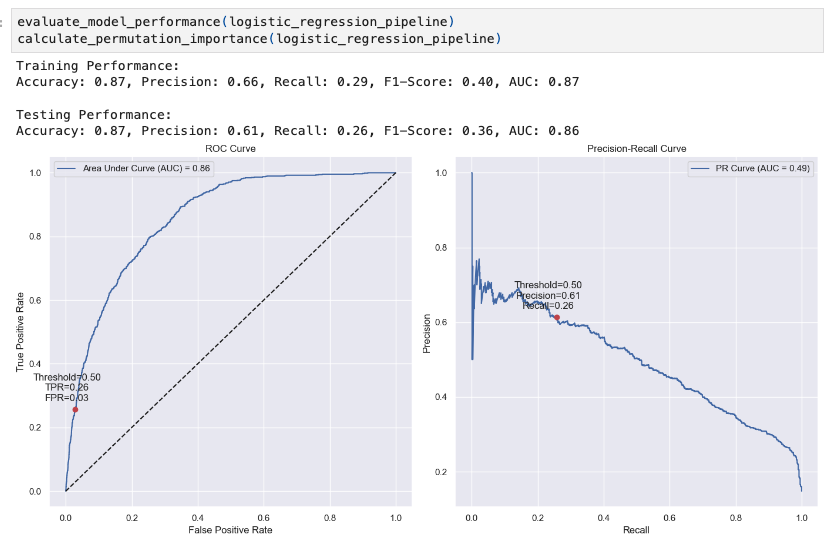 evaluate_model_performance(logistic_regression_pipeline)
calculate_permutation_importance(logistic_regression_pipeline)
Training Performance:
Accuracy: 0.87, Precision: 0.66, Recall: 0.29, F1-Score: 0.40, AUC: 0.87
Testing Performance:
Accuracy: 0.87, Precision: 0.61, Recall: 0.26, F1-Score: 0.36, AUC: 0.86
ROC Curve
Area Under Curve (AUC) = 0.86
True Positive Rate
1.0
0.8
0.6
0.4
0.2
0.0
Threshold=0.50
TPR=0.26
FPR=0.03
0.0 0.2 0.4 0.6 0.8 1.0
False Positive Rate
Precision-Recall Curve
PR Curve (AUC = 0.49)
Precision
1.0
0.8
0.6
0.4
0.2
Threshold=0.50
Precision=0.61
Recall=0.26
0.0 0.2 0.4 0.6 0.8 1.0
Recall